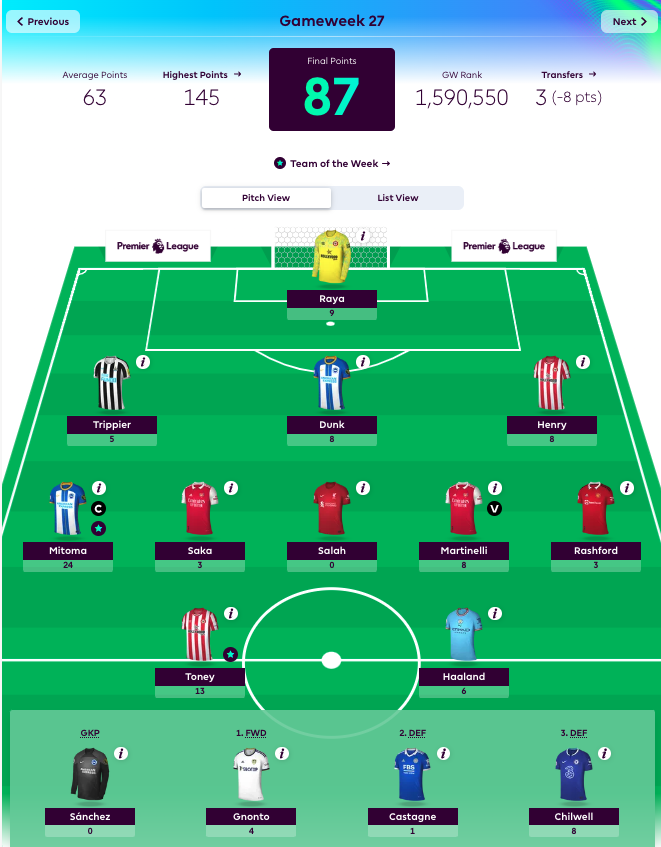 Previous
Gameweek 27
Next
Average Points
63
Highest Points →
145
Final Points
87
GW Rank
1,590,550
Transfers →
3 (-8 pts)
Team of the Week →
Pitch View
List View
Premier League
Premier League
i
Raya
9
i
Trippier
5
i
Dunk
8
i
Henry
8
i
C
Mitoma
24
i
Saka
3
i
Salah
0
i
V
Martinelli
8
i
Rashford
3
i
Toney
13
i
Haaland
6
GKP
i
Sánchez
0
1. FWD
i
Gnonto
4
2. DEF
i
FBS
Castagne
1
3. DEF
i
3
Chilwell
8